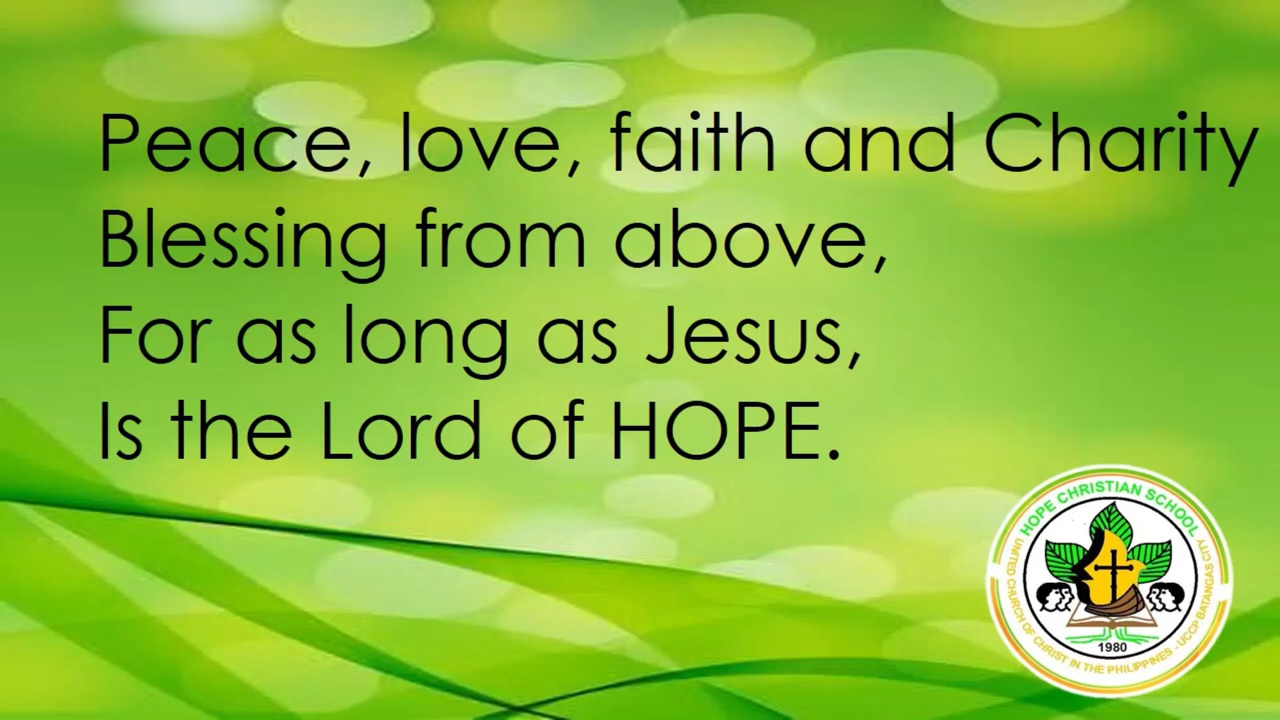 Peace, love, faith and Charity
Blessing from above,
For as long as Jesus,
Is the Lord of HOPE.
HOPE CHRISTIAN SCHOOL
UNITED CHURCH OF CHRIST IN THE PHILIPPINES - UCCP BATANGAS CITY
1980